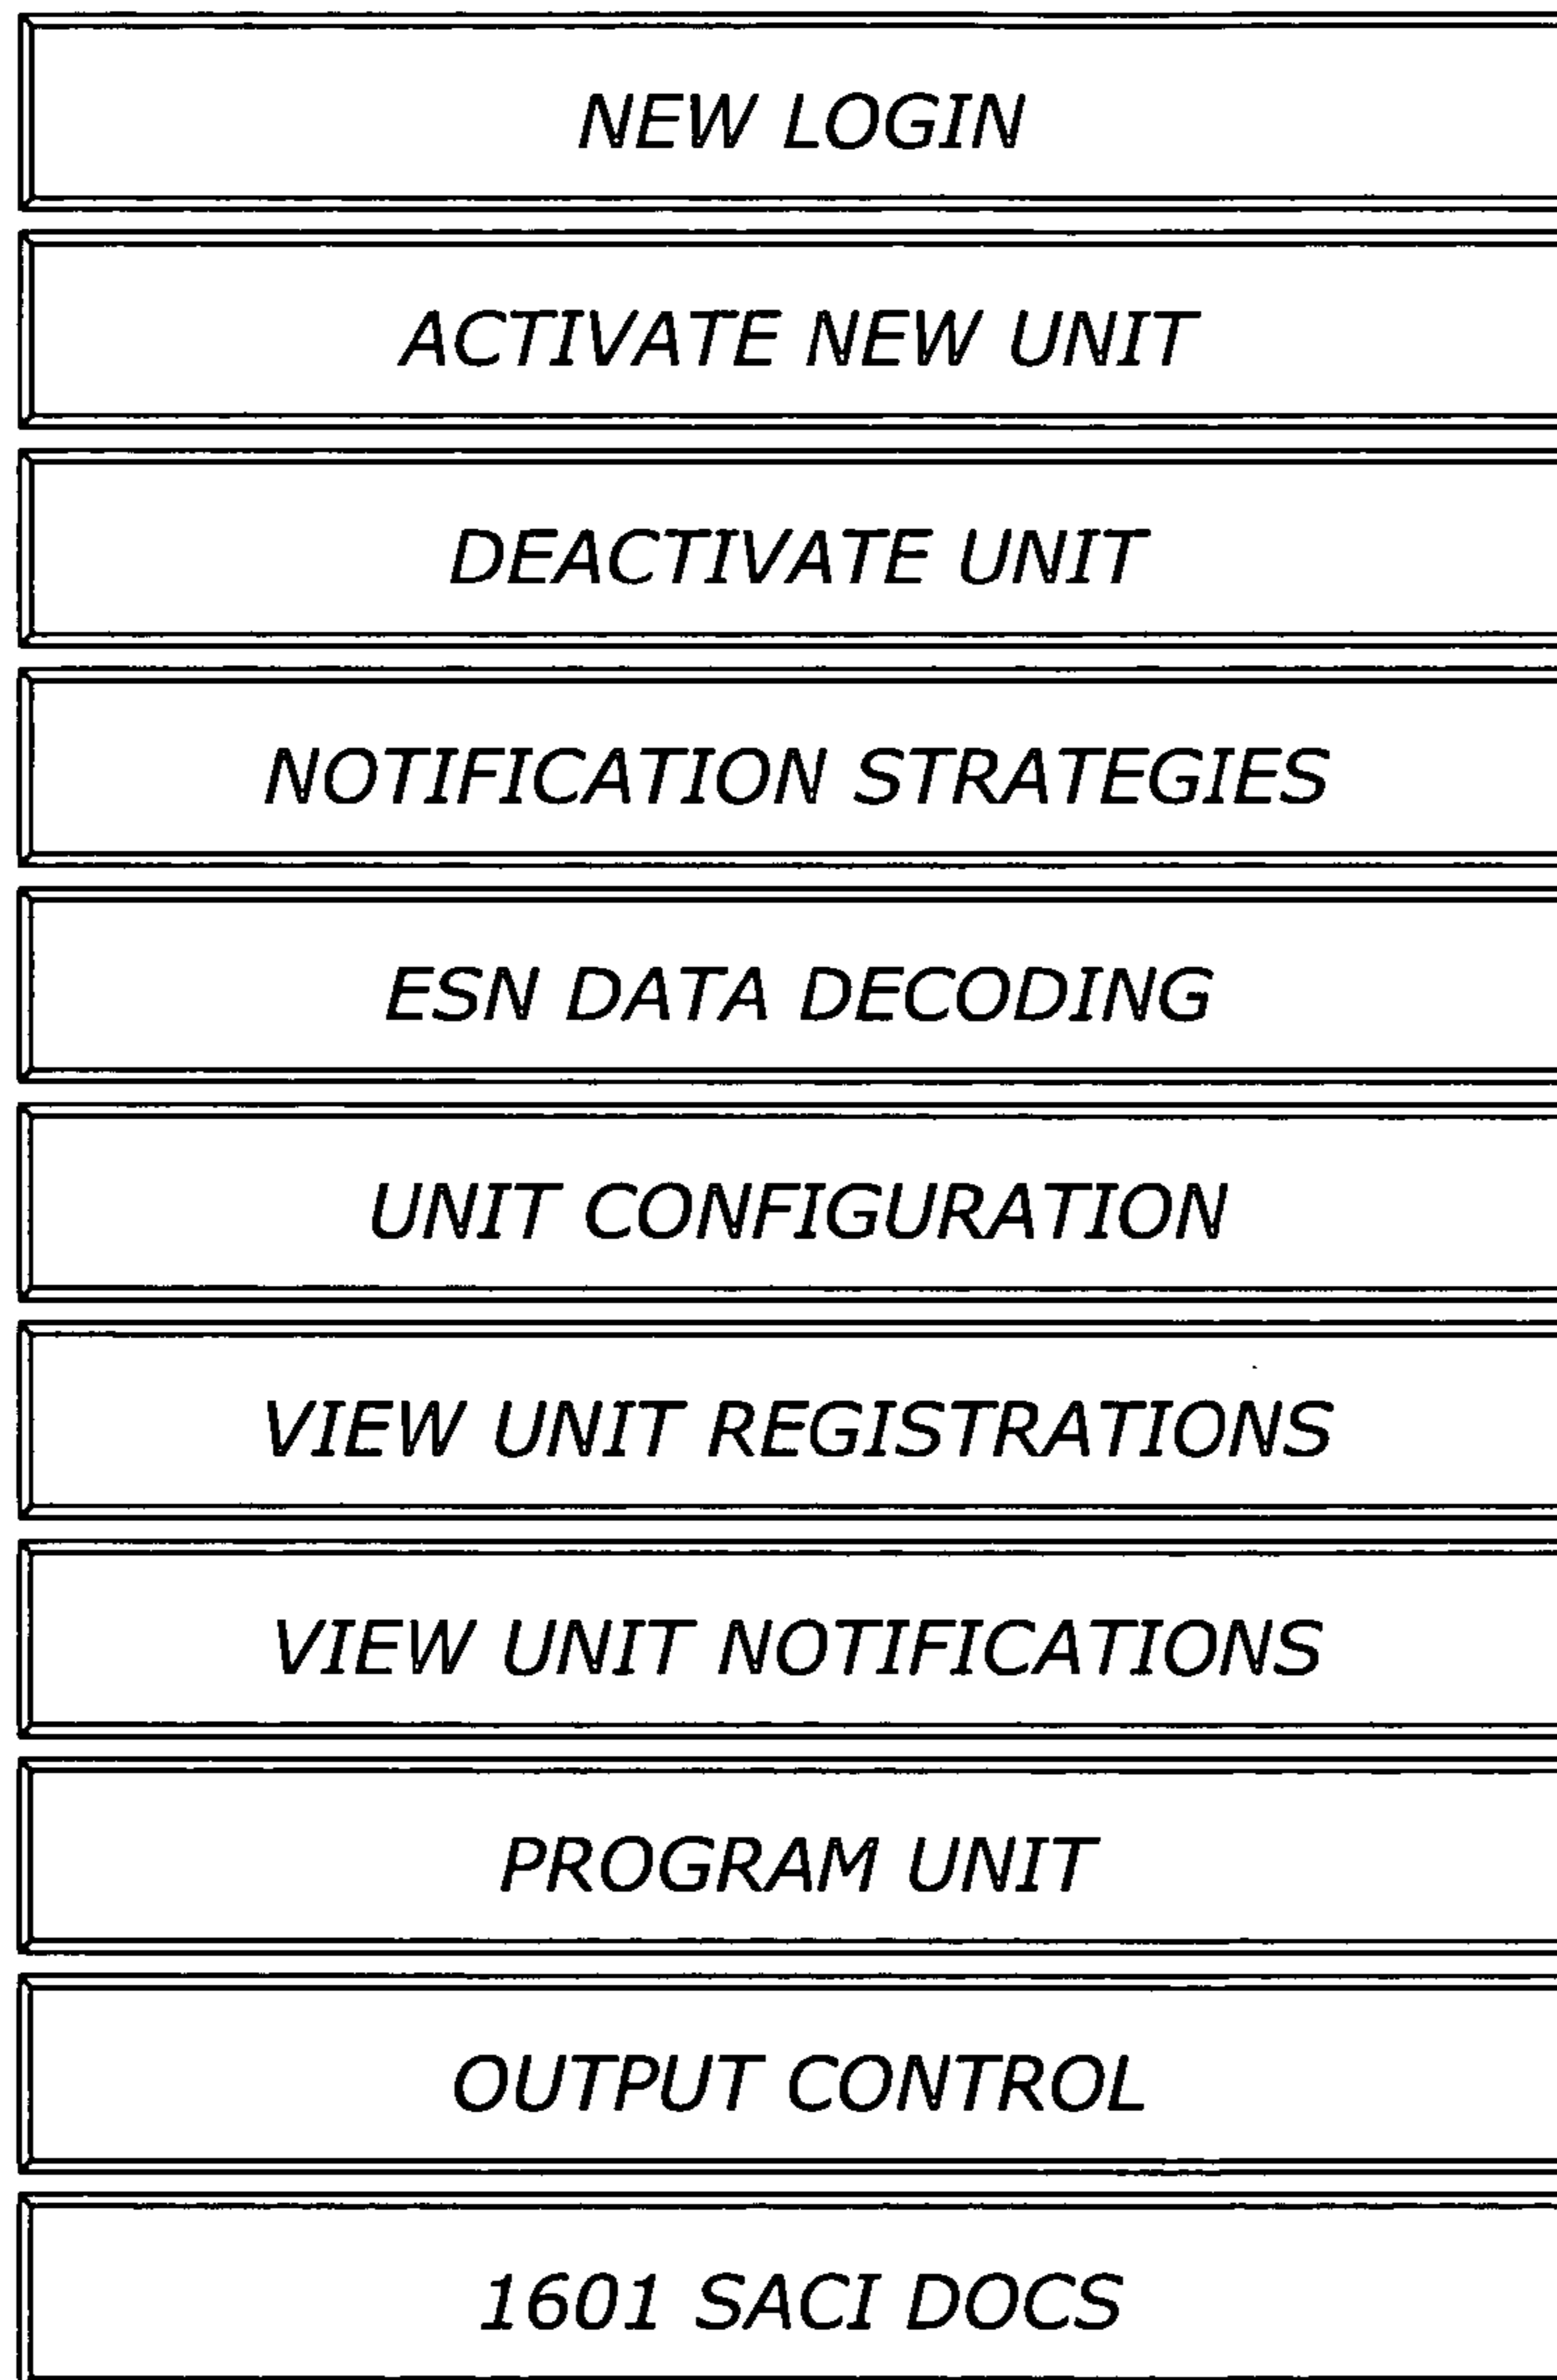 NEW LOGIN
ACTIVATE NEW UNIT
DEACTIVATE UNIT
NOTIFICATION STRATEGIES
ESN DATA DECODING
UNIT CONFIGURATION
VIEW UNIT REGISTRATIONS
VIEW UNIT NOTIFICATIONS
PROGRAM UNIT
OUTPUT CONTROL
1601 SACI DOCS